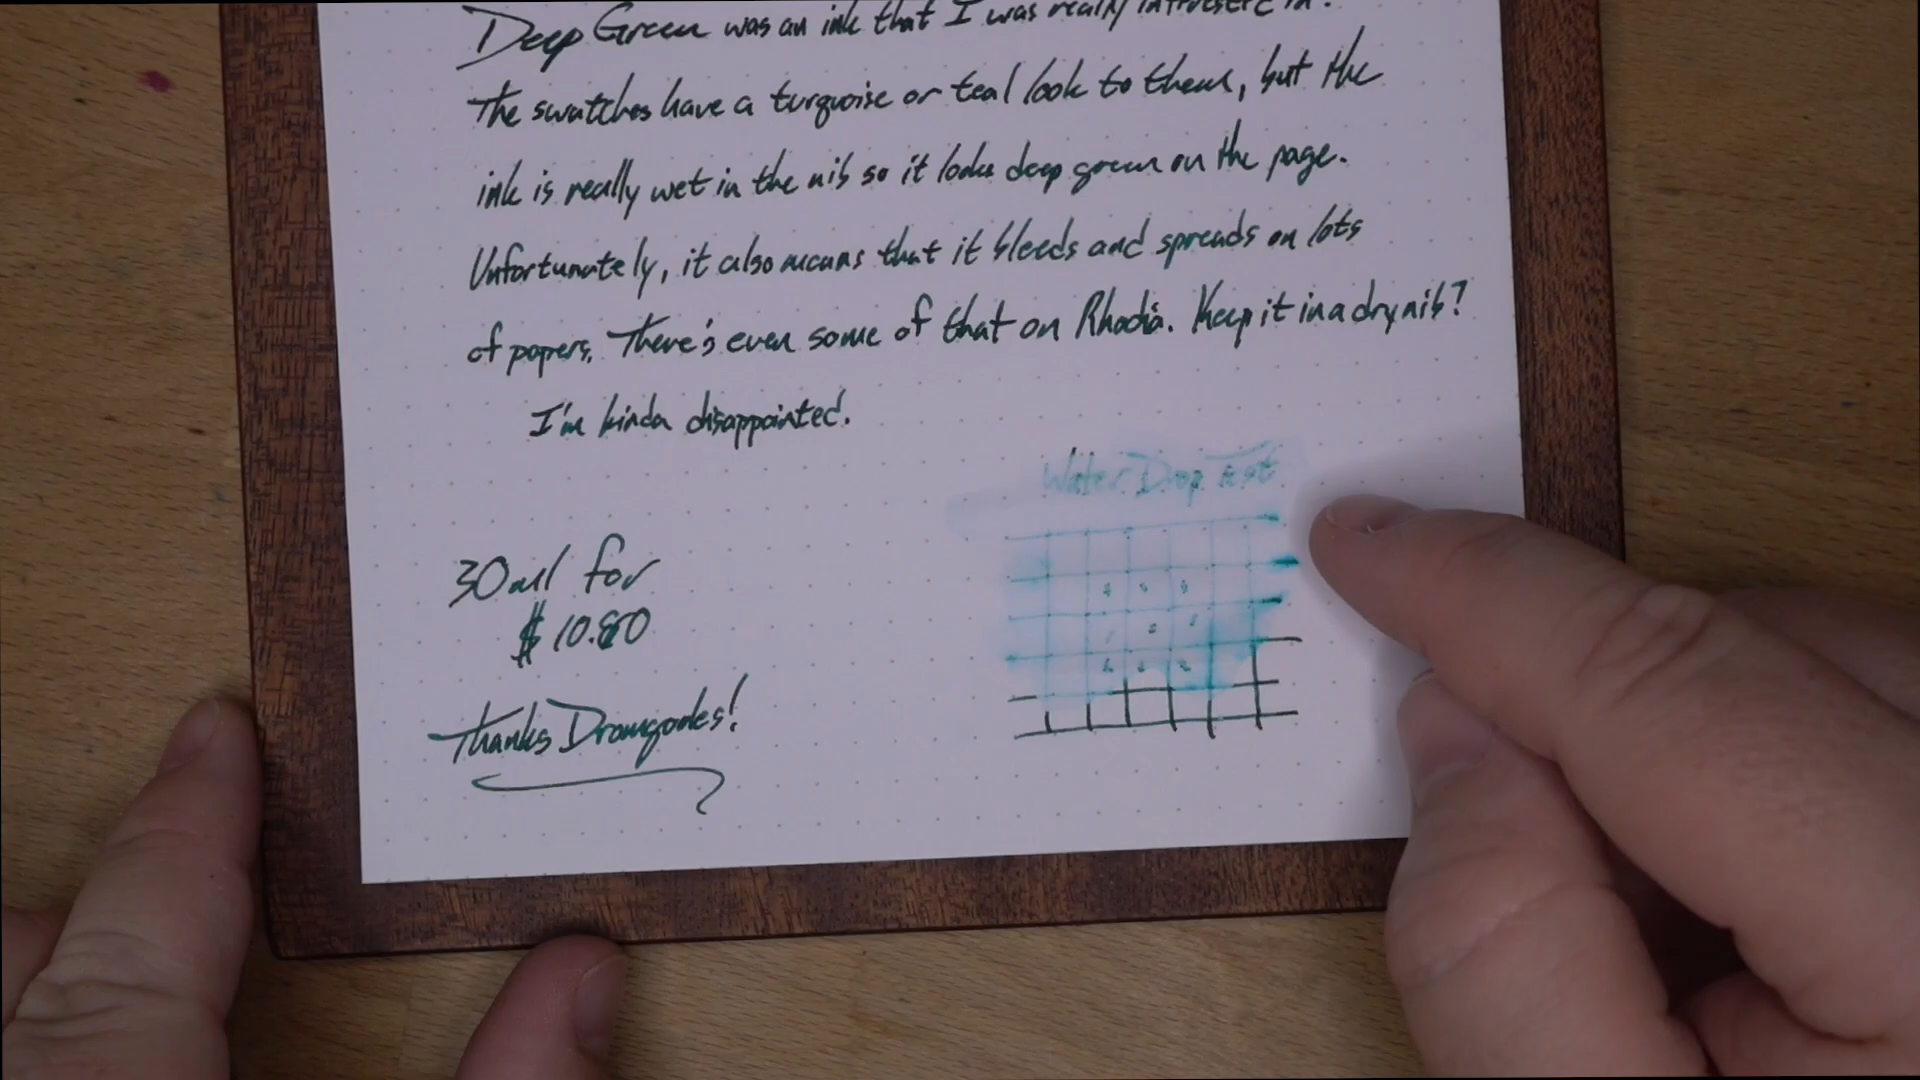 Deep Green was an ink that I was really interested in.
The swatches have a turquoise or teal look to them, but the
ink is really wet in the nib so it looks deep green on the page.
Unfortunately, it also means that it bleeds and spreads on lots
of papers. There's even some of that on Rhodia. Keep it in a dry nib?
I'm kinda disappointed.
Water Drop Test
30ml for
$10.80
Thanks Dromgooles!